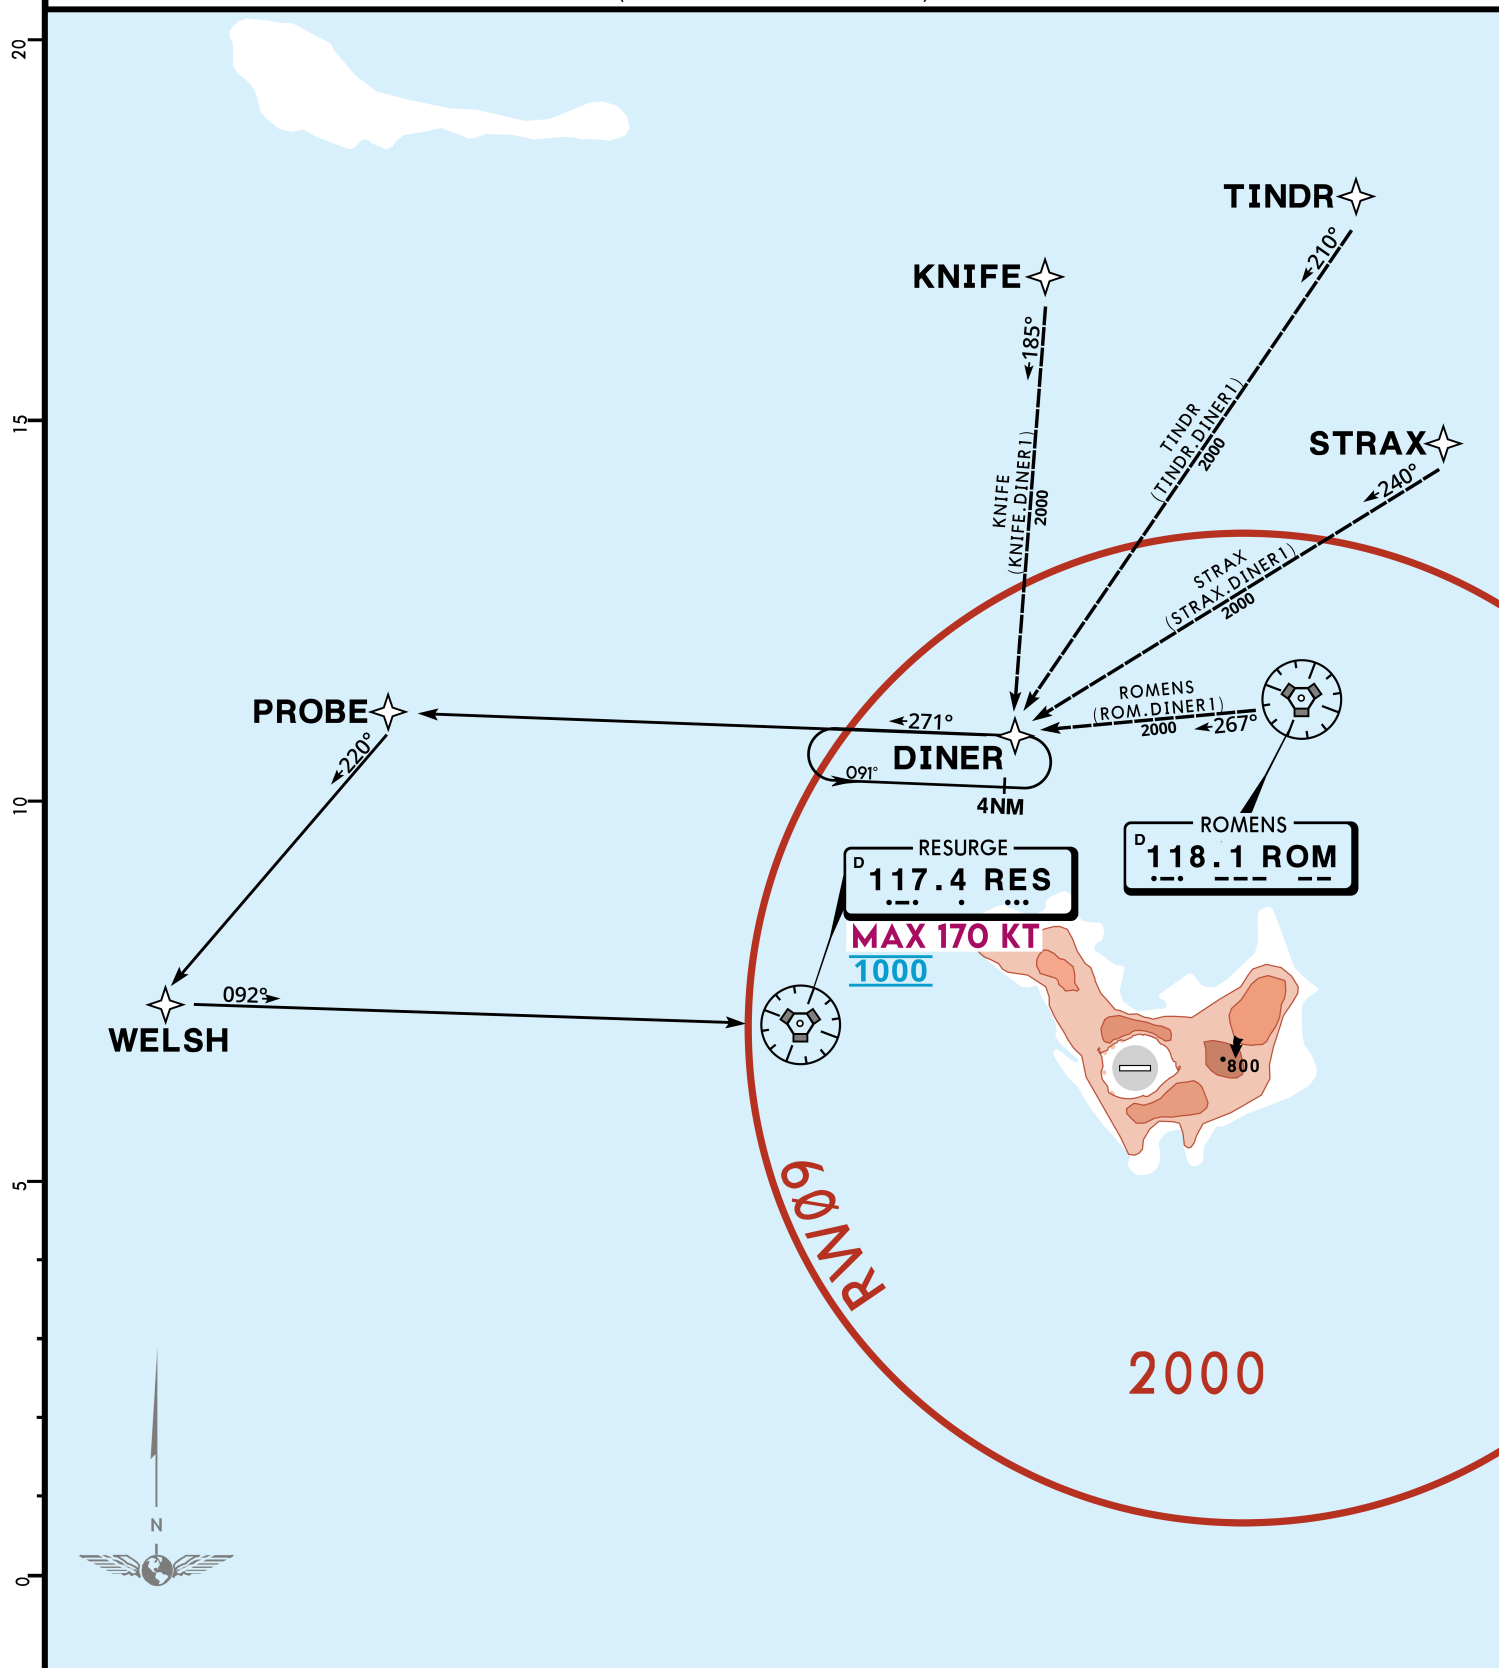 20
TINDR
210°
KNIFE
185°
15
TINDR
(TINDR.DINER1)
2000
STRAX
240°
KNIFE
(KNIFE.DINER1)
2000
STRAX
(STRAX.DINER1)
2000
PROBE
271°
ROMENS
(ROM.DINER1)
2000
267°
220°
DINER
091°
4NM
10
ROMENS
D 118.1 ROM
RESURGE
D 117.4 RES
MAX 170 KT
1000
092°
WELSH
800
5
RWØ9
2000
N
0